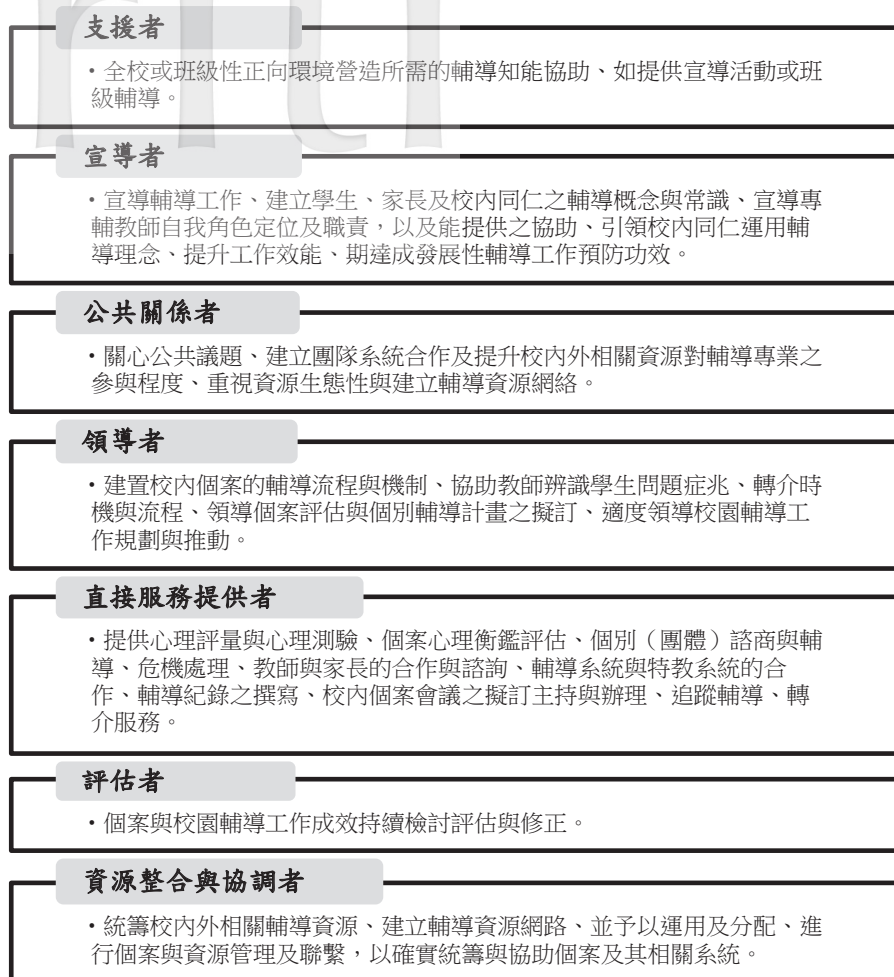 支援者
・全校或班級性正向環境營造所需的輔導知能協助、如提供宣導活動或班
級輔導。
宣導者
・宣導輔導工作、建立學生、家長及校內同仁之輔導概念與常識、宣導專
輔教師自我角色定位及職責，以及能提供之協助、引領校內同仁運用輔
導理念、提升工作效能、期達成發展性輔導工作預防功效。
公共關係者
・關心公共議題、建立團隊系統合作及提升校內外相關資源對輔導專業之
參與程度、重視資源生態性與建立輔導資源網絡。
領導者
・建置校內個案的輔導流程與機制、協助教師辨識學生問題症兆、轉介時
機與流程、領導個案評估與個別輔導計畫之擬訂、適度領導校園輔導工
作規劃與推動。
直接服務提供者
・提供心理評量與心理測驗、個案心理衡鑑評估、個別（團體）諮商與輔
導、危機處理、教師與家長的合作與諮詢、輔導系統與特教系統的合
作、輔導紀錄之撰寫、校內個案會議之擬訂主持與辦理、追蹤輔導、轉
介服務。
評估者
・個案與校園輔導工作成效持續檢討評估與修正。
資源整合與協調者
・統籌校內外相關輔導資源、建立輔導資源網路、並予以運用及分配、進
行個案與資源管理及聯繫，以確實統籌與協助個案及其相關系統。